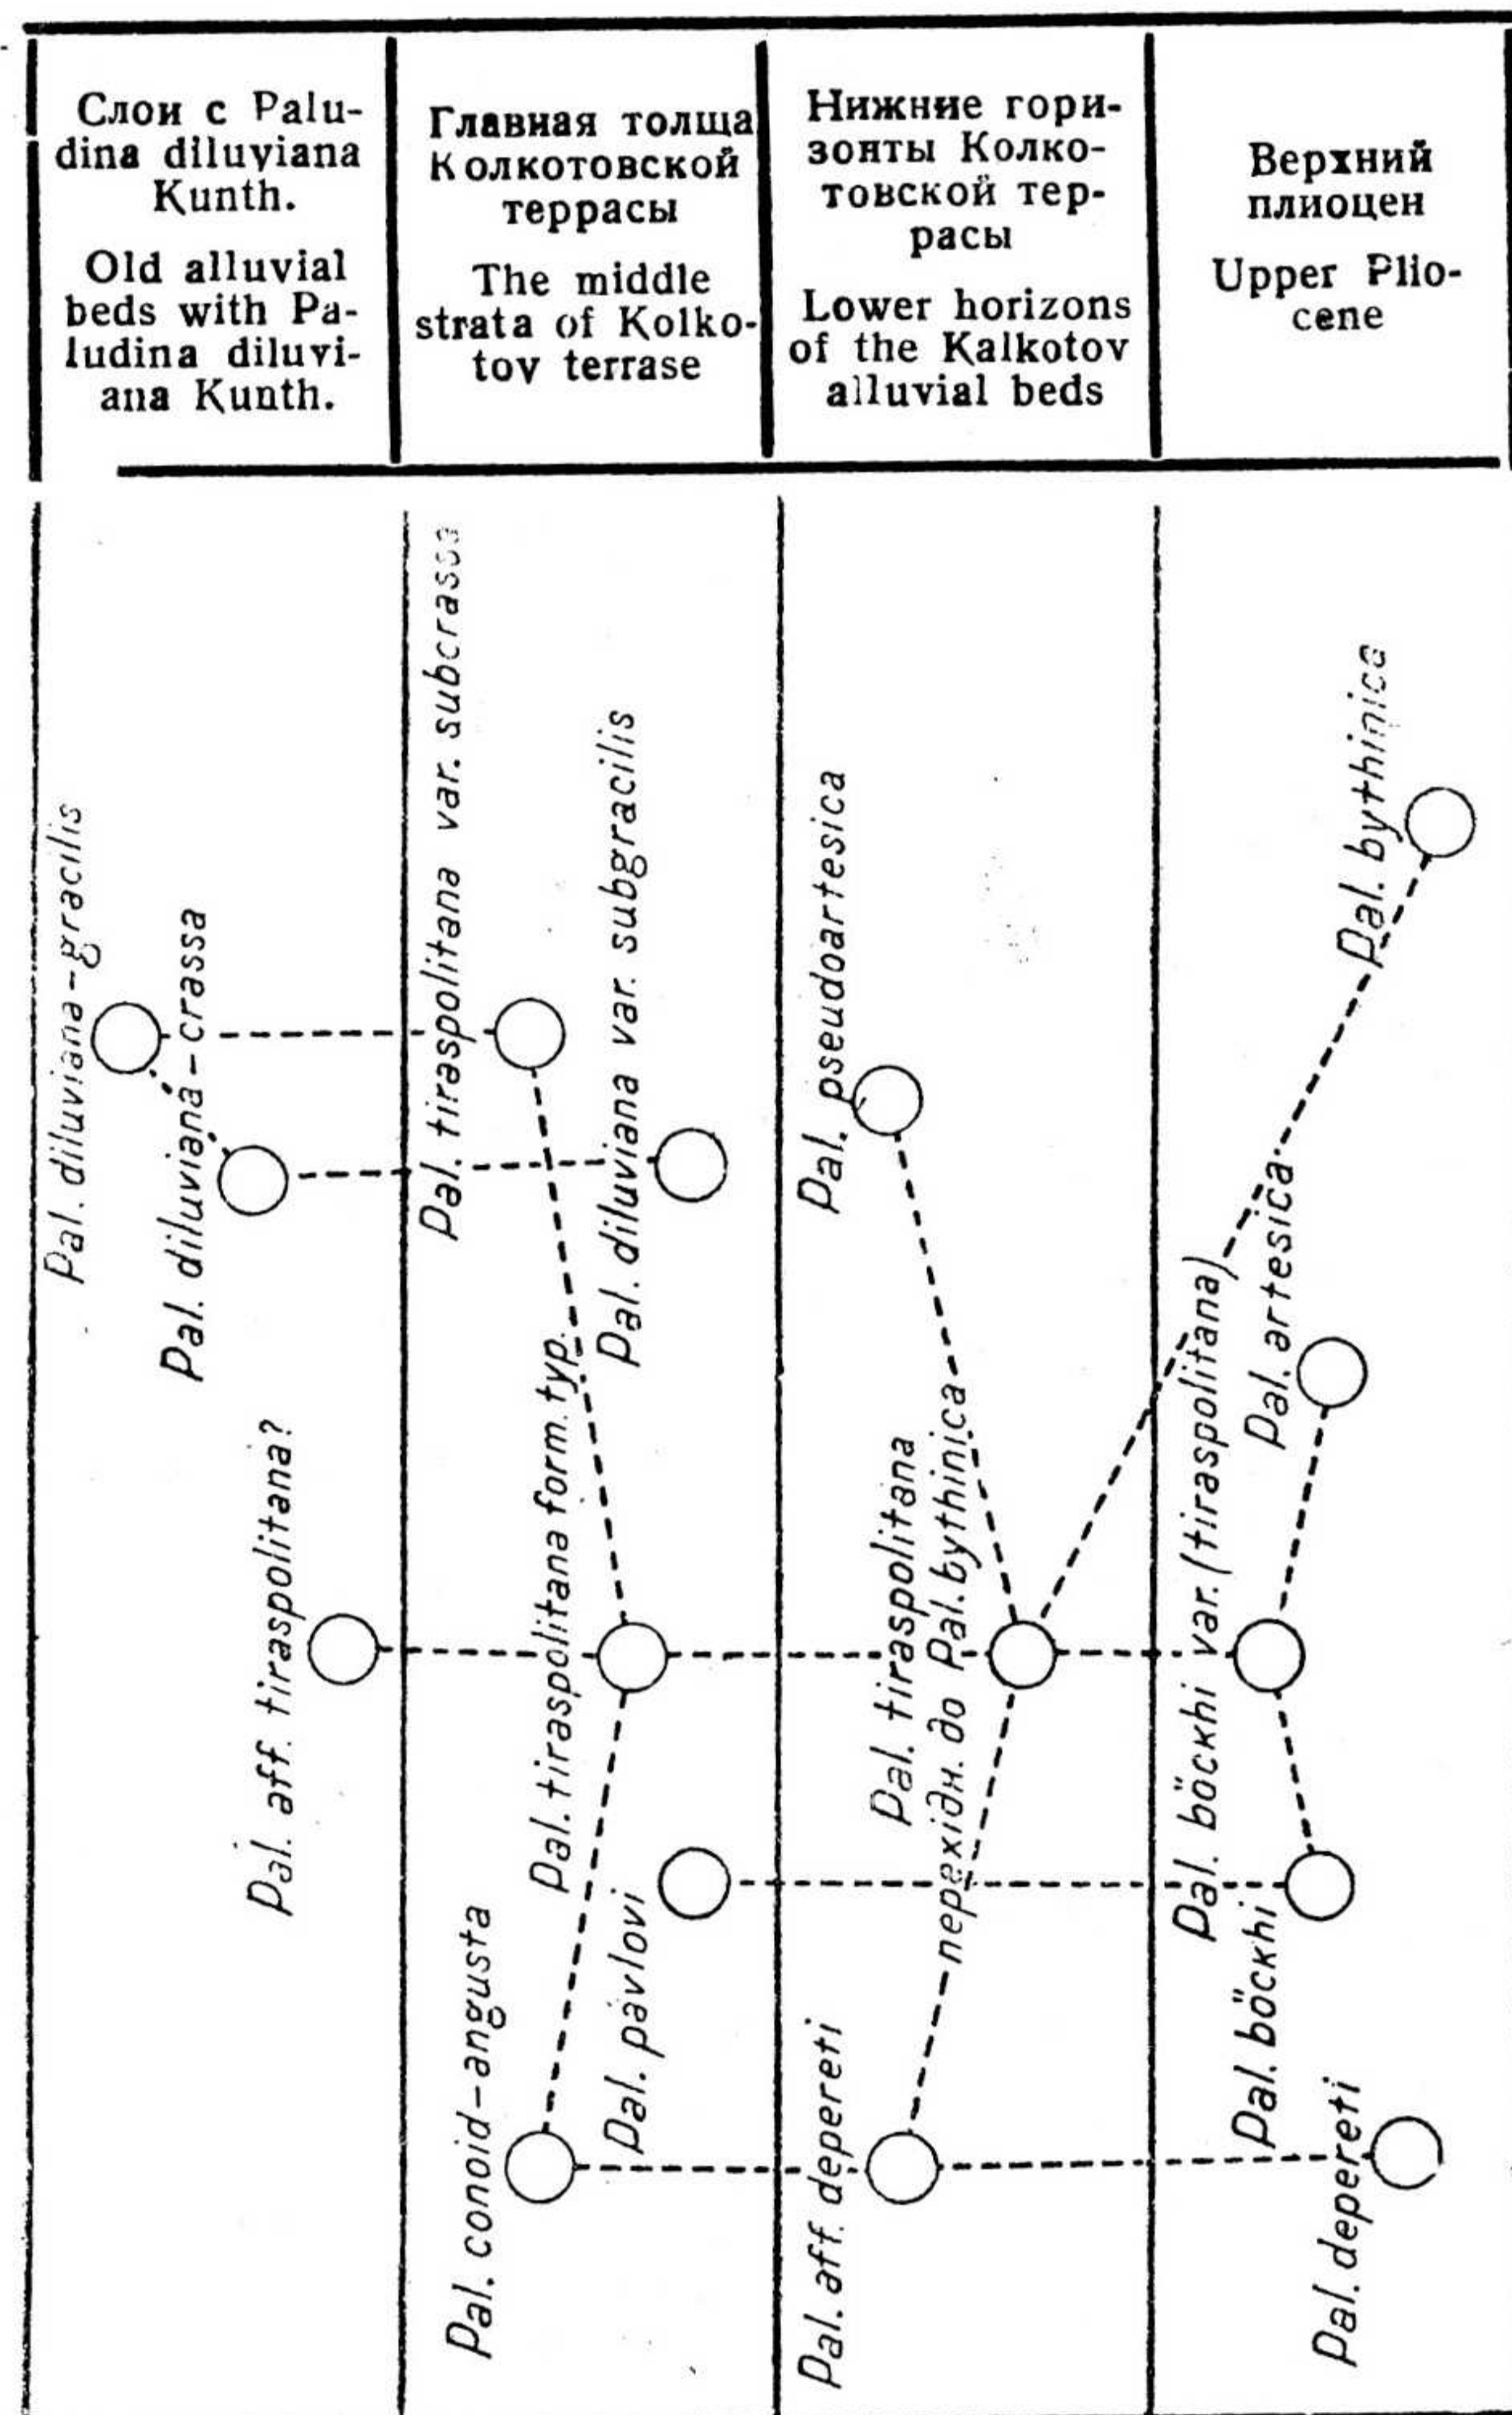 Слои с Palu-
dina diluviana
Kunth.
Old alluvial
beds with Pa-
ludina diluvi-
ana Kunth.
Главная толща
Колкотовской
террасы
The middle
strata of Kolko-
tov terrase
Нижние гори-
зонты Колко-
товской тер-
расы
Lower horizons
of the Kalkotov
alluvial beds
Верхний
плиоцен
Upper Plio-
cene
Pal. diluviana-gracilis
Pal. diluviana-crassa
Pal. aff. tiraspolitana?
Pal. tiraspolitana var. subcrassa
Pal. diluviana var. subgracilis
Pal. tiraspolitana form. typ.
Pal. conoid-angusta
Pal. pavlovi
Pal. pseudoartesica
Pal. tiraspolitana
перехідн. до Pal. bythinica
Pal. aff. depereti
Pal. bythinica
Pal. artesica
Pal. böckhi var. (tiraspolitana)
Pal. böckhi
Pal. depereti